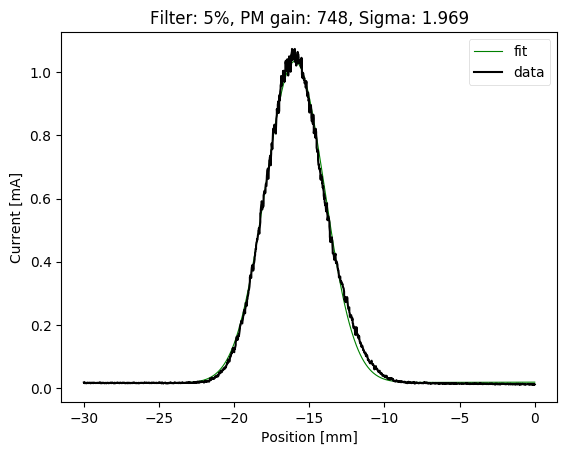 Filter: 5%, PM gain: 748, Sigma: 1.969
fit
data
1.0
0.8
0.6
0.4
0.2
0.0
Current [mA]
−30
−25
−20
−15
−10
−5
0
Position [mm]